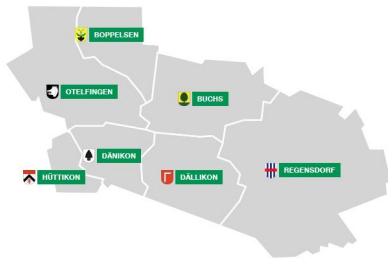 BOPPELSEN
OTELFINGEN
BUCHS
DÄNIKON
HÜTTIKON
DÄLLIKON
REGENSDORF